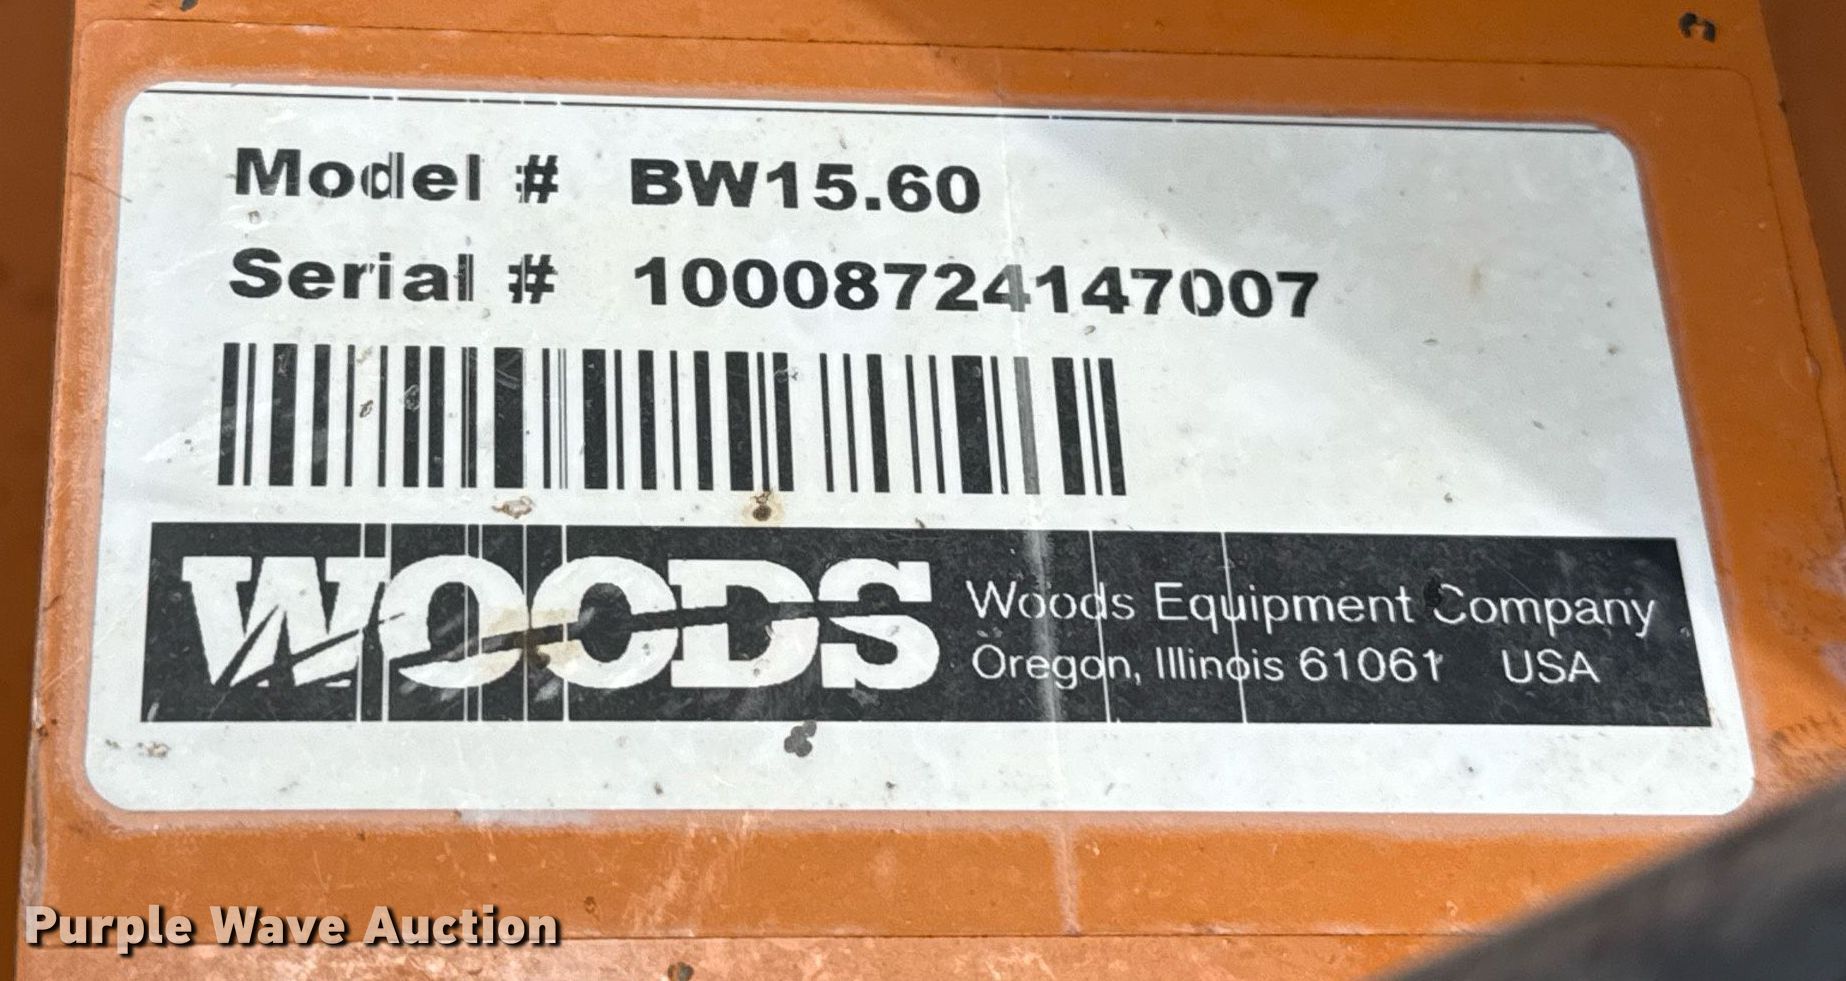 Model # BW15.60
Serial # 10008724147007
WOODS
Woods Equipment Company
Oregon, Illinois 61061 USA
Purple Wave Auction